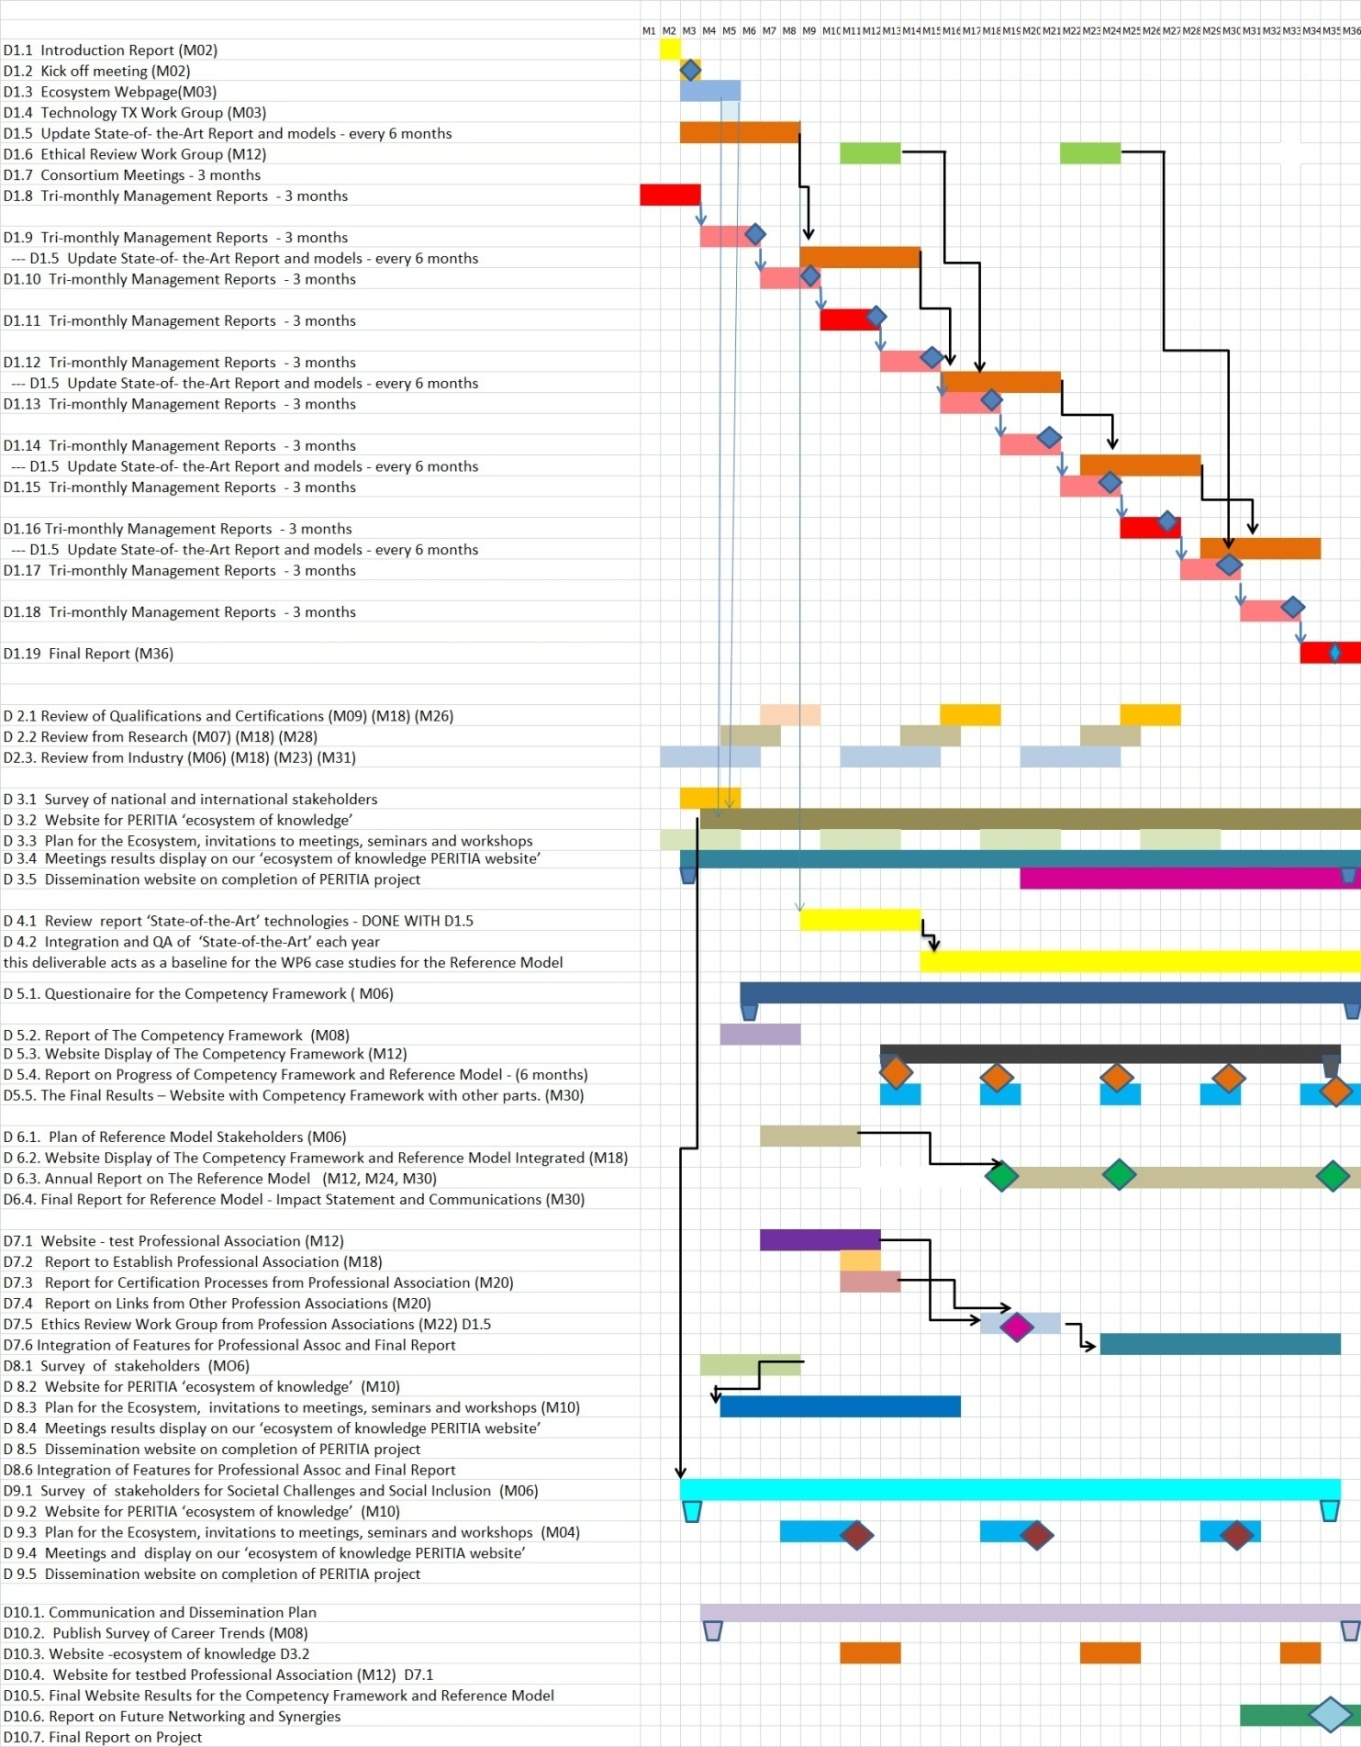 M1 M2 M3 M4 M5 M6 M7 M8 M9 M10 M11 M12 M13 M14 M15 M16 M17 M18 M19 M20 M21 M22 M23 M24 M25 M26 M27 M28 M29 M30 M31 M32 M33 M34 M35 M36
D1.1 Introduction Report (M02)
D1.2 Kick off meeting (M02)
D1.3 Ecosystem Webpage(M03)
D1.4 Technology TX Work Group (M03)
D1.5 Update State-of- the-Art Report and models - every 6 months
D1.6 Ethical Review Work Group (M12)
D1.7 Consortium Meetings - 3 months
D1.8 Tri-monthly Management Reports - 3 months
D1.9 Tri-monthly Management Reports - 3 months
--- D1.5 Update State-of- the-Art Report and models - every 6 months
D1.10 Tri-monthly Management Reports - 3 months
D1.11 Tri-monthly Management Reports - 3 months
D1.12 Tri-monthly Management Reports - 3 months
--- D1.5 Update State-of- the-Art Report and models - every 6 months
D1.13 Tri-monthly Management Reports - 3 months
D1.14 Tri-monthly Management Reports - 3 months
--- D1.5 Update State-of- the-Art Report and models - every 6 months
D1.15 Tri-monthly Management Reports - 3 months
D1.16 Tri-monthly Management Reports - 3 months
--- D1.5 Update State-of- the-Art Report and models - every 6 months
D1.17 Tri-monthly Management Reports - 3 months
D1.18 Tri-monthly Management Reports - 3 months
D1.19 Final Report (M36)
D 2.1 Review of Qualifications and Certifications (M09) (M18) (M26)
D 2.2 Review from Research (M07) (M18) (M28)
D2.3. Review from Industry (M06) (M18) (M23) (M31)
D 3.1 Survey of national and international stakeholders
D 3.2 Website for PERITIA ‘ecosystem of knowledge’
D 3.3 Plan for the Ecosystem, invitations to meetings, seminars and workshops
D 3.4 Meetings results display on our ‘ecosystem of knowledge PERITIA website’
D 3.5 Dissemination website on completion of PERITIA project
D 4.1 Review report ‘State-of-the-Art’ technologies - DONE WITH D1.5
D 4.2 Integration and QA of ‘State-of-the-Art’ each year
this deliverable acts as a baseline for the WP6 case studies for the Reference Model
D 5.1. Questionaire for the Competency Framework ( M06)
D 5.2. Report of The Competency Framework (M08)
D 5.3. Website Display of The Competency Framework (M12)
D 5.4. Report on Progress of Competency Framework and Reference Model - (6 months)
D5.5. The Final Results – Website with Competency Framework with other parts. (M30)
D 6.1. Plan of Reference Model Stakeholders (M06)
D 6.2. Website Display of The Competency Framework and Reference Model Integrated (M18)
D 6.3. Annual Report on The Reference Model (M12, M24, M30)
D6.4. Final Report for Reference Model - Impact Statement and Communications (M30)
D7.1 Website - test Professional Association (M12)
D7.2 Report to Establish Professional Association (M18)
D7.3 Report for Certification Processes from Professional Association (M20)
D7.4 Report on Links from Other Profession Associations (M20)
D7.5 Ethics Review Work Group from Profession Associations (M22) D1.5
D7.6 Integration of Features for Professional Assoc and Final Report
D8.1 Survey of stakeholders (MO6)
D 8.2 Website for PERITIA ‘ecosystem of knowledge’ (M10)
D 8.3 Plan for the Ecosystem, invitations to meetings, seminars and workshops (M10)
D 8.4 Meetings results display on our ‘ecosystem of knowledge PERITIA website’
D 8.5 Dissemination website on completion of PERITIA project
D8.6 Integration of Features for Professional Assoc and Final Report
D9.1 Survey of stakeholders for Societal Challenges and Social Inclusion (M06)
D 9.2 Website for PERITIA ‘ecosystem of knowledge’ (M10)
D 9.3 Plan for the Ecosystem, invitations to meetings, seminars and workshops (M04)
D 9.4 Meetings and display on our ‘ecosystem of knowledge PERITIA website’
D 9.5 Dissemination website on completion of PERITIA project
D10.1. Communication and Dissemination Plan
D10.2. Publish Survey of Career Trends (M08)
D10.3. Website -ecosystem of knowledge D3.2
D10.4. Website for testbed Professional Association (M12) D7.1
D10.5. Final Website Results for the Competency Framework and Reference Model
D10.6. Report on Future Networking and Synergies
D10.7. Final Report on Project